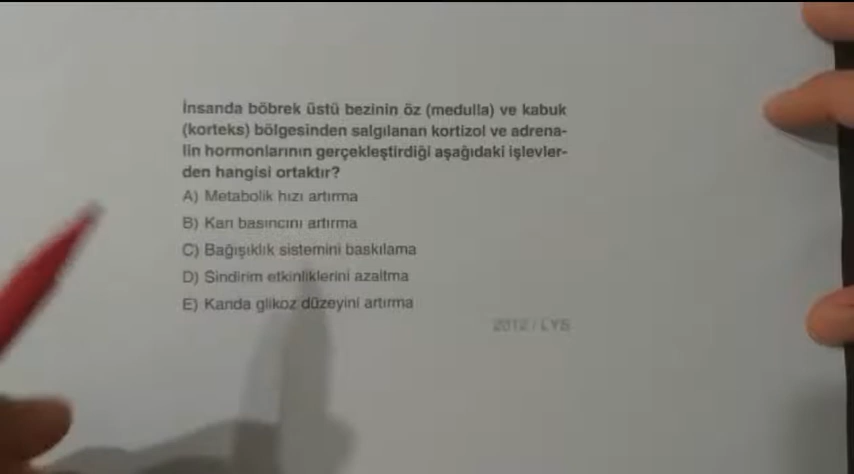 İnsanda böbrek üstü bezinin öz (medulla) ve kabuk
(korteks) bölgesinden salgılanan kortizol ve adrena-
lin hormonlarının gerçekleştirdiği aşağıdaki işlevler-
den hangisi ortaktır?
A) Metabolik hızı artırma
B) Kan basıncını artırma
C) Bağışıklık sistemini baskılama
D) Sindirim etkinliklerini azaltma
E) Kanda glikoz düzeyini artırma
2012 / LYS